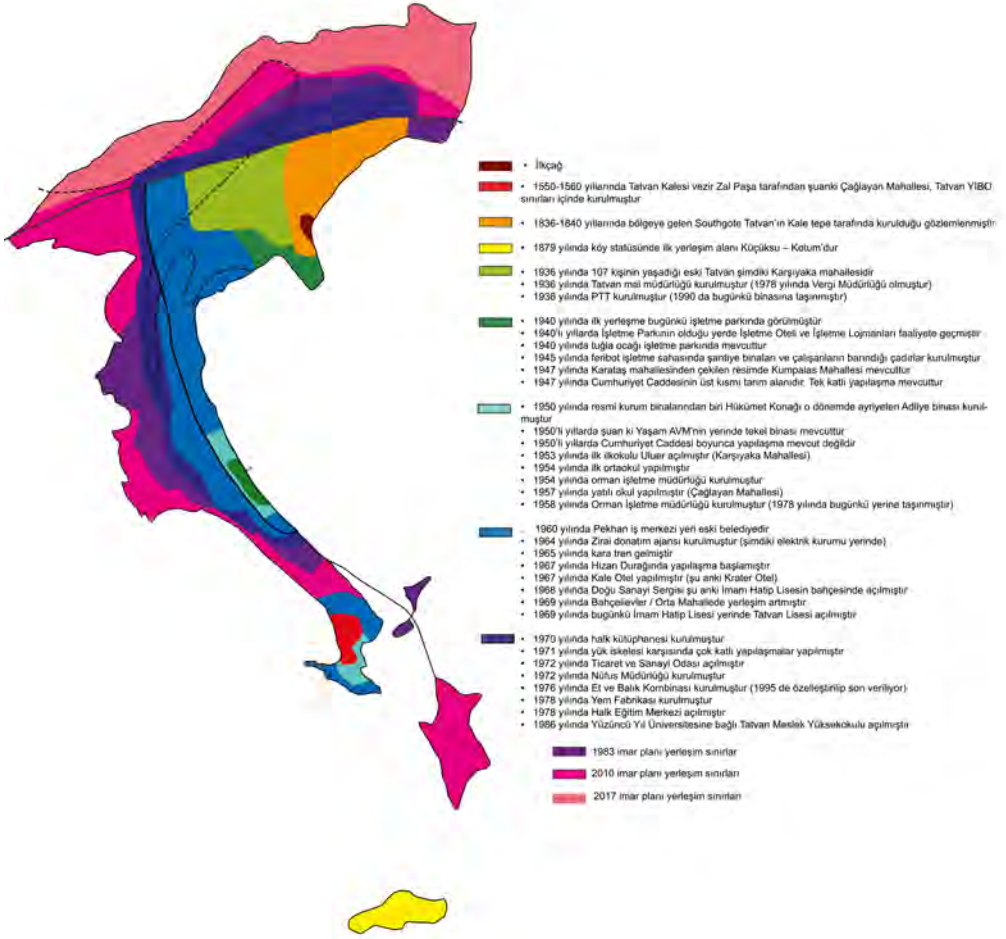 • İlkçağ
• 1550-1560 yıllarında Tatvan Kalesi vezir Zal Paşa tarafından şuanki Çağlayan Mahallesi, Tatvan YİBO
sınırları içinde kurulmuştur
• 1836-1840 yıllarında bölgeye gelen Southgote Tatvan'ın Kale tepe tarafında kurulduğu gözlemlenmiştir
• 1879 yılında köy statüsünde ilk yerleşim alanı Küçüksu – Kotum'dur
• 1936 yılında 107 kişinin yaşadığı eski Tatvan şimdiki Karşıyaka mahallesidir
• 1936 yılında Tatvan mal müdürlüğü kurulmuştur (1978 yılında Vergi Müdürlüğü olmuştur)
• 1938 yılında PTT kurulmuştur (1990 da bugünkü binasına taşınmıştır)
• 1940 yılında ilk yerleşme bugünkü işletme parkında görülmüştür
• 1940'lı yıllarda İşletme Parkının olduğu yerde İşletme Oteli ve İşletme Lojmanları faaliyete geçmiştir
• 1940 yılında tuğla ocağı işletme parkında mevcuttur
• 1945 yılında feribot işletme sahasında şantiye binaları ve çalışanların barındığı çadırlar kurulmuştur
• 1947 yılında Karataş mahallesinden çekilen resimde Kumpalas Mahallesi mevcuttur
• 1947 yılında Cumhuriyet Caddesinin üst kısmı tarım alanıdır. Tek katlı yapılaşma mevcuttur
• 1950 yılında resmi kurum binalarından biri Hükümet Konağı o dönemde ayrıyeten Adliye binası kurul-
muştur
• 1950'li yıllarda şuan ki Yaşam AVM'nin yerinde tekel binası mevcuttur
• 1950'li yıllarda Cumhuriyet Caddesi boyunca yapılaşma mevcut değildir
• 1953 yılında ilk ilkokulu Uluer açılmıştır (Karşıyaka Mahallesi)
• 1954 yılında ilk ortaokul yapılmıştır
• 1954 yılında orman işletme müdürlüğü kurulmuştur
• 1957 yılında yatılı okul yapılmıştır (Çağlayan Mahallesi)
• 1958 yılında Orman İşletme müdürlüğü kurulmuştur (1978 yılında bugünkü yerine taşınmıştır)
1960 yılında Pekhan iş merkezi yeri eski belediyedir
• 1964 yılında Zirai donatım ajansı kurulmuştur (şimdiki elektrik kurumu yerinde)
• 1965 yılında kara tren gelmiştir
• 1967 yılında Hizan Durağında yapılaşma başlamıştır
• 1967 yılında Kale Otel yapılmıştır (şu anki Krater Otel)
• 1968 yılında Doğu Sanayi Sergisi şu anki İmam Hatip Lisesin bahçesinde açılmıştır
• 1969 yılında Bahçelievler / Orta Mahallede yerleşim artmıştır
• 1969 yılında bugünkü İmam Hatip Lisesi yerinde Tatvan Lisesi açılmıştır
• 1970 yılında halk kütüphanesi kurulmuştur
• 1971 yılında yük iskelesi karşısında çok katlı yapılaşmalar yapılmıştır
• 1972 yılında Ticaret ve Sanayi Odası açılmıştır
• 1972 yılında Nüfus Müdürlüğü kurulmuştur
• 1976 yılında Et ve Balık Kombinası kurulmuştur (1995 de özelleştirilip son veriliyor)
• 1978 yılında Yem Fabrikası kurulmuştur
• 1978 yılında Halk Eğitim Merkezi açılmıştır
• 1986 yılında Yüzüncü Yıl Üniversitesine bağlı Tatvan Meslek Yüksekokulu açılmıştır
1983 imar planı yerleşim sınırlar
2010 imar planı yerleşim sınırları
2017 imar planı yerleşim sınırları